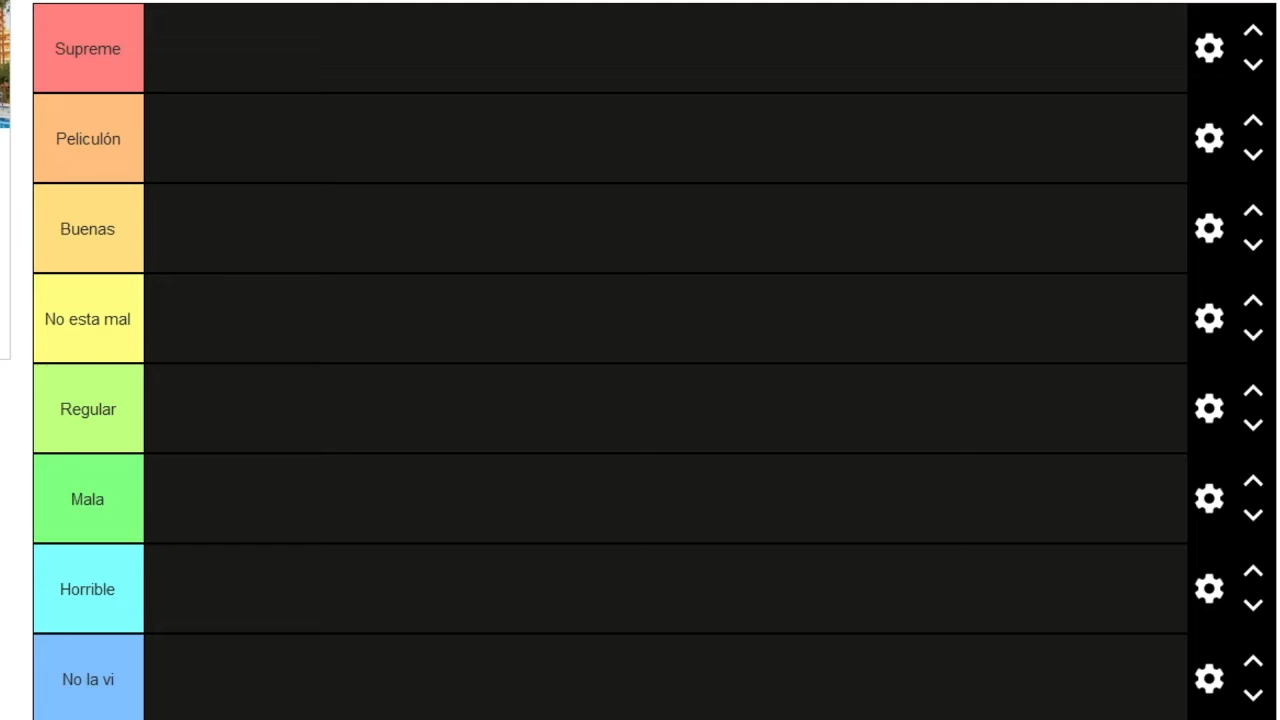 Supreme
Peliculón
Buenas
No esta mal
Regular
Mala
Horrible
No la vi